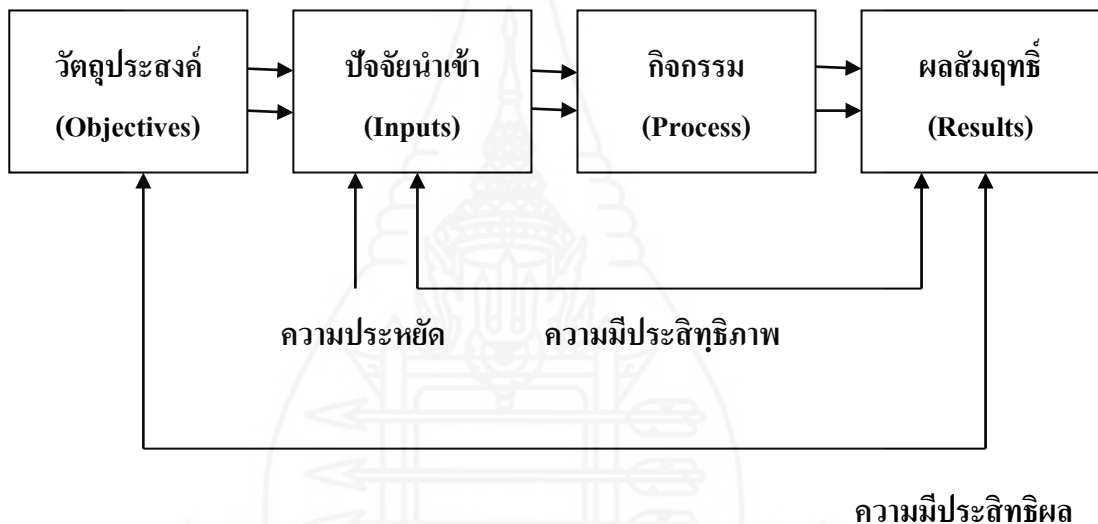 วัตถุประสงค์
(Objectives)
ปัจจัยนำเข้า
(Inputs)
กิจกรรม
(Process)
ผลสัมฤทธิ์
(Results)
ความประหยัด
ความมีประสิทฺธิภาพ
ความมีประสิทธิผล